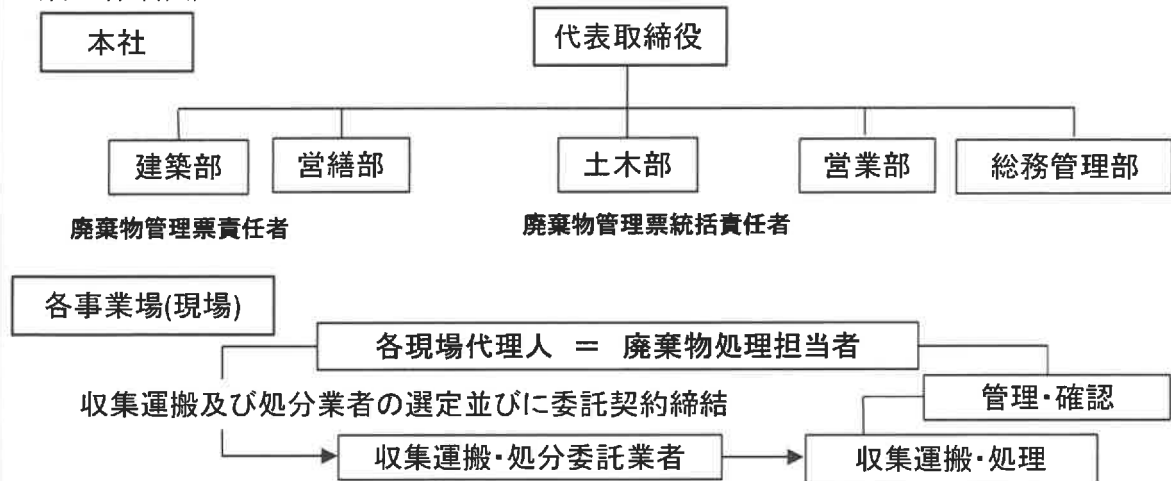 本社
代表取締役
建築部 営繕部 土木部 営業部 総務管理部
廃棄物管理票責任者 廃棄物管理票統括責任者
各事業場(現場)
各現場代理人 = 廃棄物処理担当者
収集運搬及び処分業者の選定並びに委託契約締結
管理・確認
収集運搬・処分委託業者
収集運搬・処理